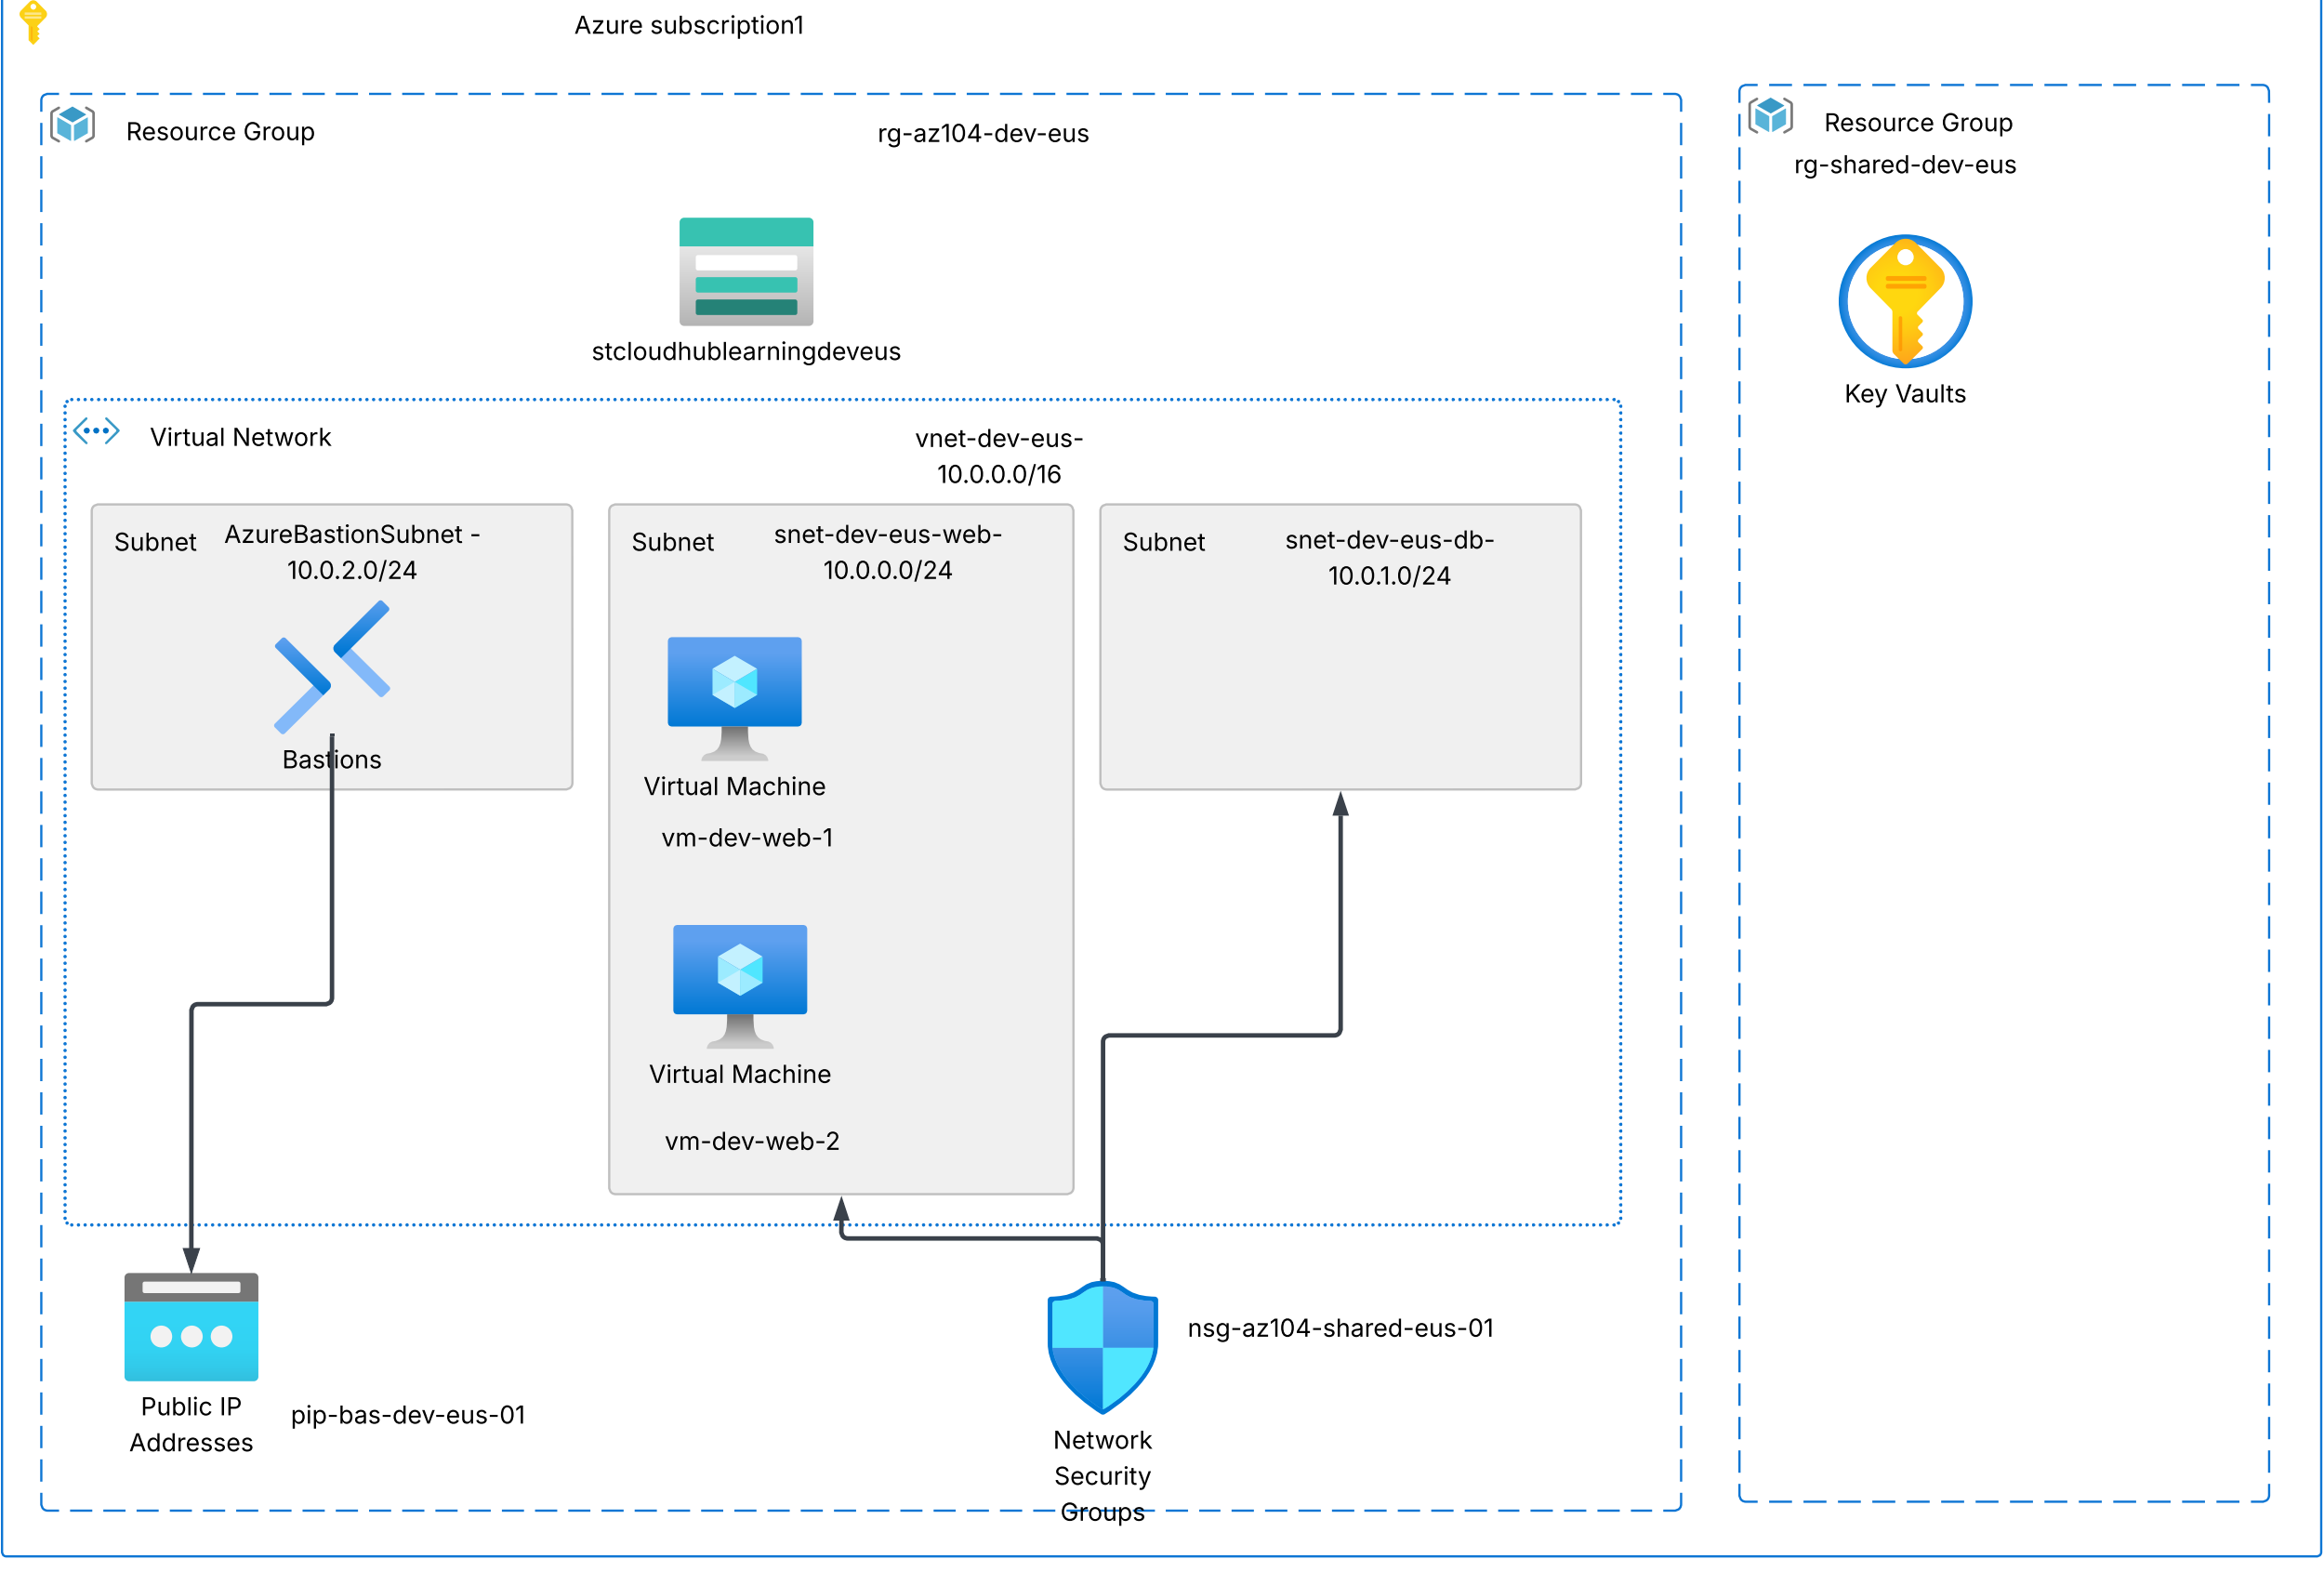 Azure subscription1
Resource Group
rg-az104-dev-eus
stcloudhublearningdeveus
Virtual Network
vnet-dev-eus-
10.0.0.0/16
Subnet
AzureBastionSubnet -
10.0.2.0/24
Bastions
Subnet
snet-dev-eus-web-
10.0.0.0/24
Virtual Machine
vm-dev-web-1
Virtual Machine
vm-dev-web-2
Subnet
snet-dev-eus-db-
10.0.1.0/24
Public IP
Addresses
pip-bas-dev-eus-01
nsg-az104-shared-eus-01
Network
Security
Groups
Resource Group
rg-shared-dev-eus
Key Vaults